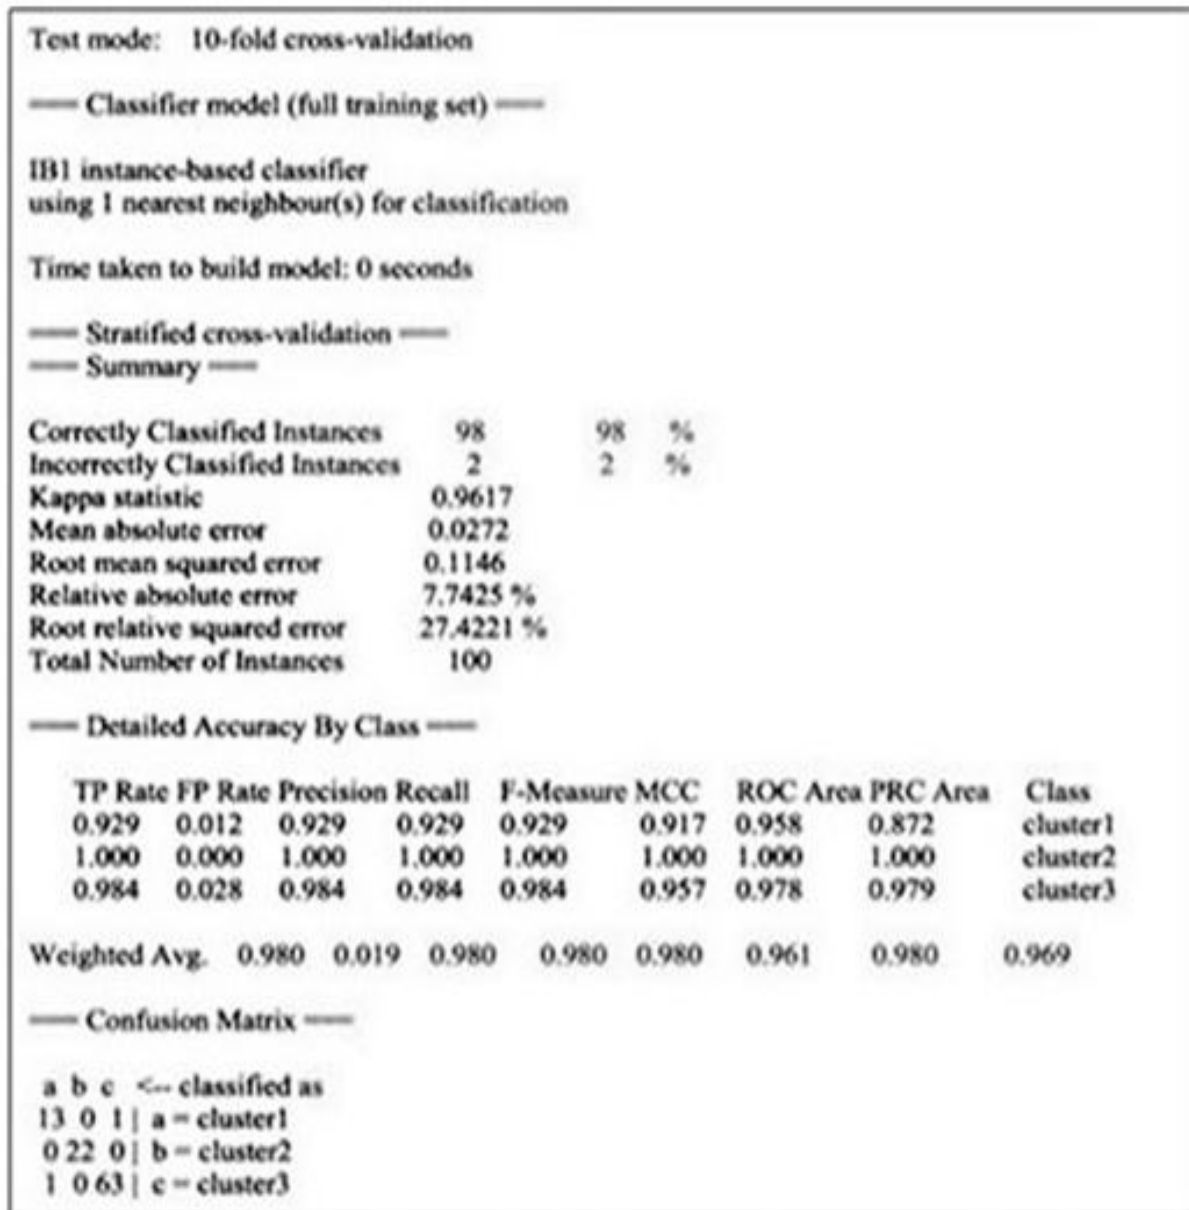 Test mode: 10-fold cross-validation
=== Classifier model (full training set) ===
IB1 instance-based classifier
using 1 nearest neighbour(s) for classification
Time taken to build model: 0 seconds
=== Stratified cross-validation ===
=== Summary ===
Correctly Classified Instances 98 98 %
Incorrectly Classified Instances 2 2 %
Kappa statistic 0.9617
Mean absolute error 0.0272
Root mean squared error 0.1146
Relative absolute error 7.7425 %
Root relative squared error 27.4221 %
Total Number of Instances 100
=== Detailed Accuracy By Class ===
TP Rate FP Rate Precision Recall F-Measure MCC ROC Area PRC Area Class
0.929 0.012 0.929 0.929 0.929 0.917 0.958 0.872 cluster1
1.000 0.000 1.000 1.000 1.000 1.000 1.000 1.000 cluster2
0.984 0.028 0.984 0.984 0.984 0.957 0.978 0.979 cluster3
Weighted Avg. 0.980 0.019 0.980 0.980 0.980 0.961 0.980 0.969
=== Confusion Matrix ===
a b c <-- classified as
13 0 1 | a = cluster1
0 22 0 | b = cluster2
1 0 63 | c = cluster3